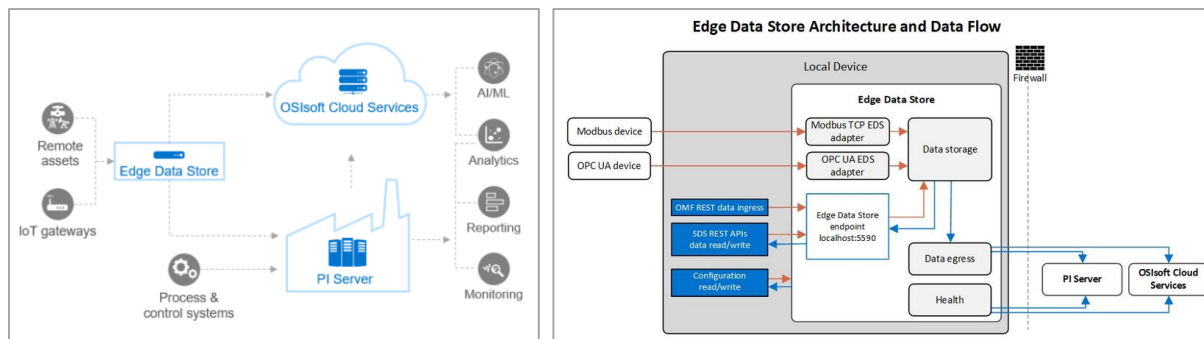 OSIsoft Cloud Services
AI/ML
Remote
assets
Edge Data Store
Analytics
IoT gateways
Reporting
PI Server
Process &
control systems
Monitoring
Edge Data Store Architecture and Data Flow
Local Device
Firewall
Edge Data Store
Modbus device
Modbus TCP EDS
adapter
Data storage
OPC UA device
OPC UA EDS
adapter
OMF REST data ingress
Edge Data Store
endpoint
localhost:5590
SDS REST APIs
data read/write
Data egress
Configuration
read/write
PI Server
OSIsoft Cloud
Services
Health